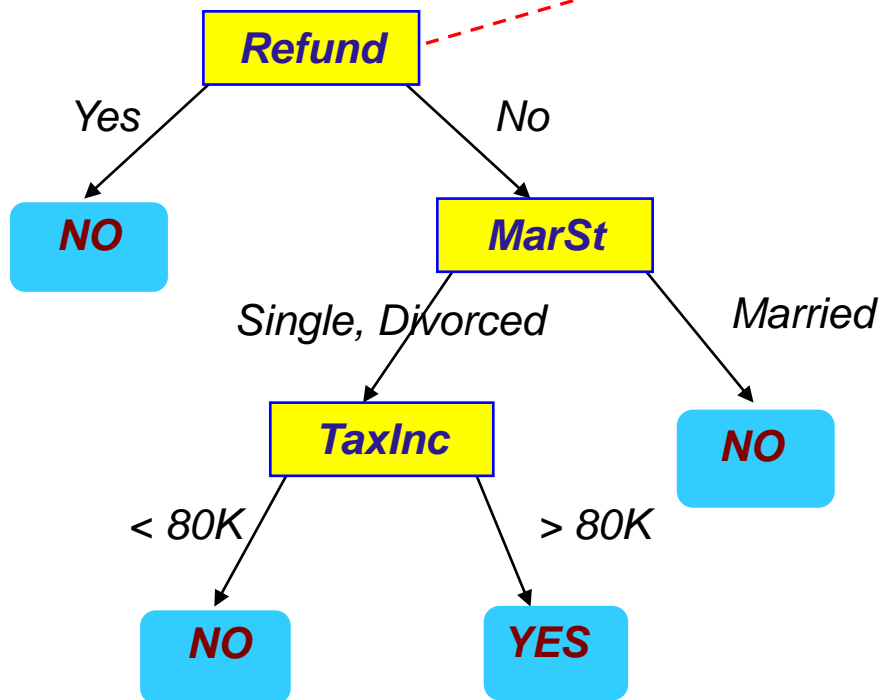 Refund
Yes
No
NO
MarSt
Single, Divorced
Married
TaxInc
NO
< 80K
> 80K
NO
YES